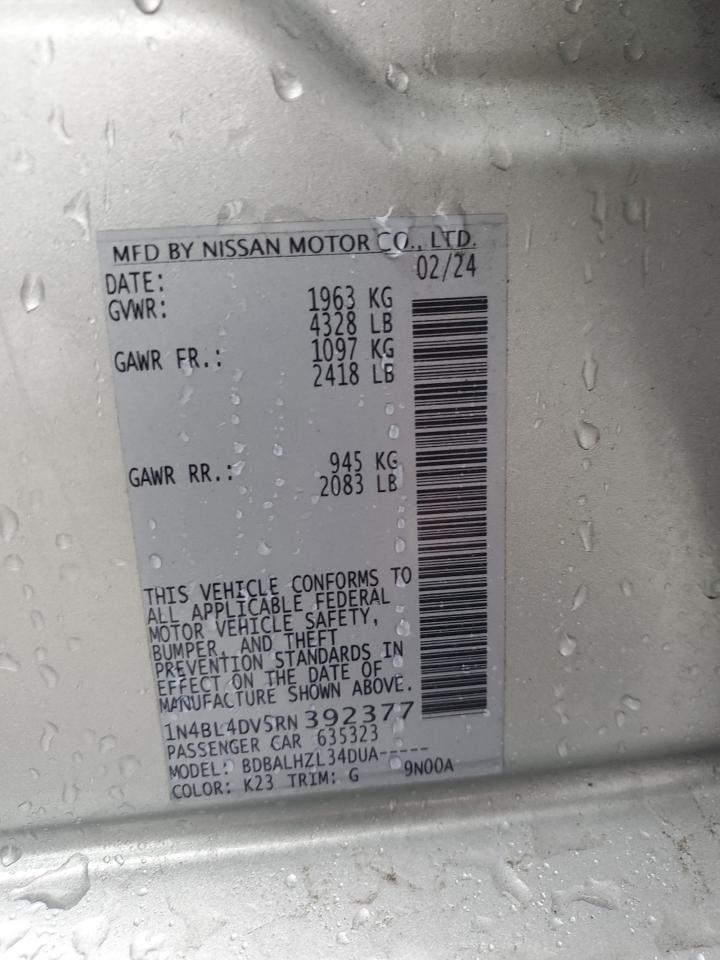 MFD BY NISSAN MOTOR CO., LTD.
DATE: 02/24
GVWR: 1963 KG
4328 LB
GAWR FR.: 1097 KG
2418 LB
GAWR RR.: 945 KG
2083 LB
THIS VEHICLE CONFORMS TO
ALL APPLICABLE FEDERAL
MOTOR VEHICLE SAFETY,
BUMPER, AND THEFT
PREVENTION STANDARDS IN
EFFECT ON THE DATE OF
MANUFACTURE SHOWN ABOVE.
1N4BL4DV5RN392377
PASSENGER CAR 635323
MODEL: BDBALHZL34DUA-----
COLOR: K23 TRIM: G 9N00A